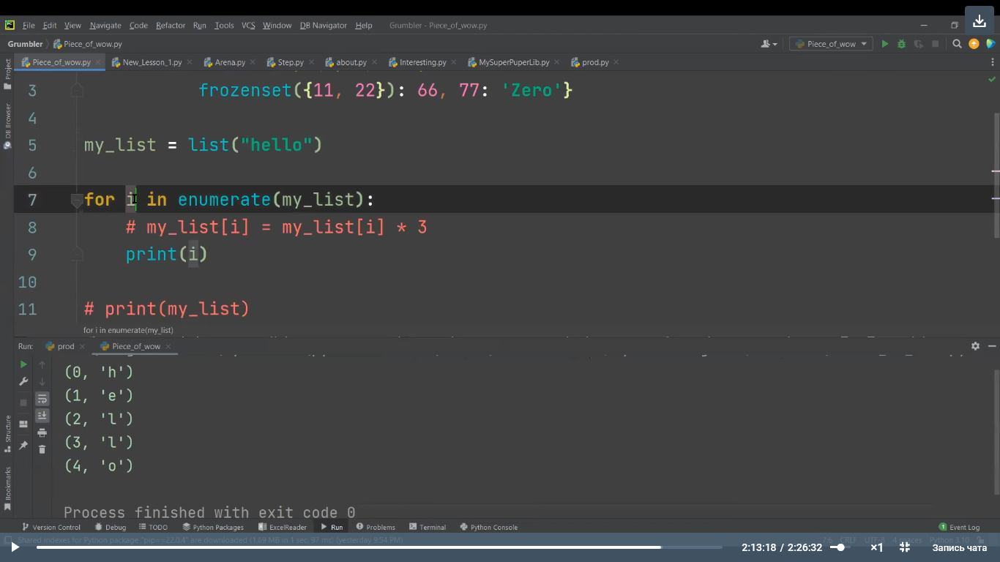 File Edit View Navigate Code Refactor Run Tools VCS Window DB Navigator Help Grumbler - Piece_of_wow.py
Grumbler Piece_of_wow.py Piece_of_wow
Piece_of_wow.py New_Lesson_1.py Arena.py Step.py about.py Interesting.py MySuperPuperLib.py prod.py
Project
DB Browser
3 frozenset({11, 22}): 66, 77: 'Zero'}
4
5 my_list = list("hello")
6
7 for i in enumerate(my_list):
8 # my_list[i] = my_list[i] * 3
9 print(i)
10
11 # print(my_list)
for i in enumerate(my_list)
Run: prod Piece_of_wow
(0, 'h')
(1, 'e')
(2, 'l')
(3, 'l')
(4, 'o')
Process finished with exit code 0
Structure
Bookmarks
Version Control Debug TODO Python Packages ExcelReader Run Problems Terminal Python Console 1 Event Log
Shared indexes for Python package "pip==22.0.4" are downloaded (1.69 MB in 1 sec, 97 ms) (yesterday 9:54 PM) 7:6 CRLF UTF-8 4 spaces Python 3.10
2:13:18 / 2:26:32 ×1 Запись чата